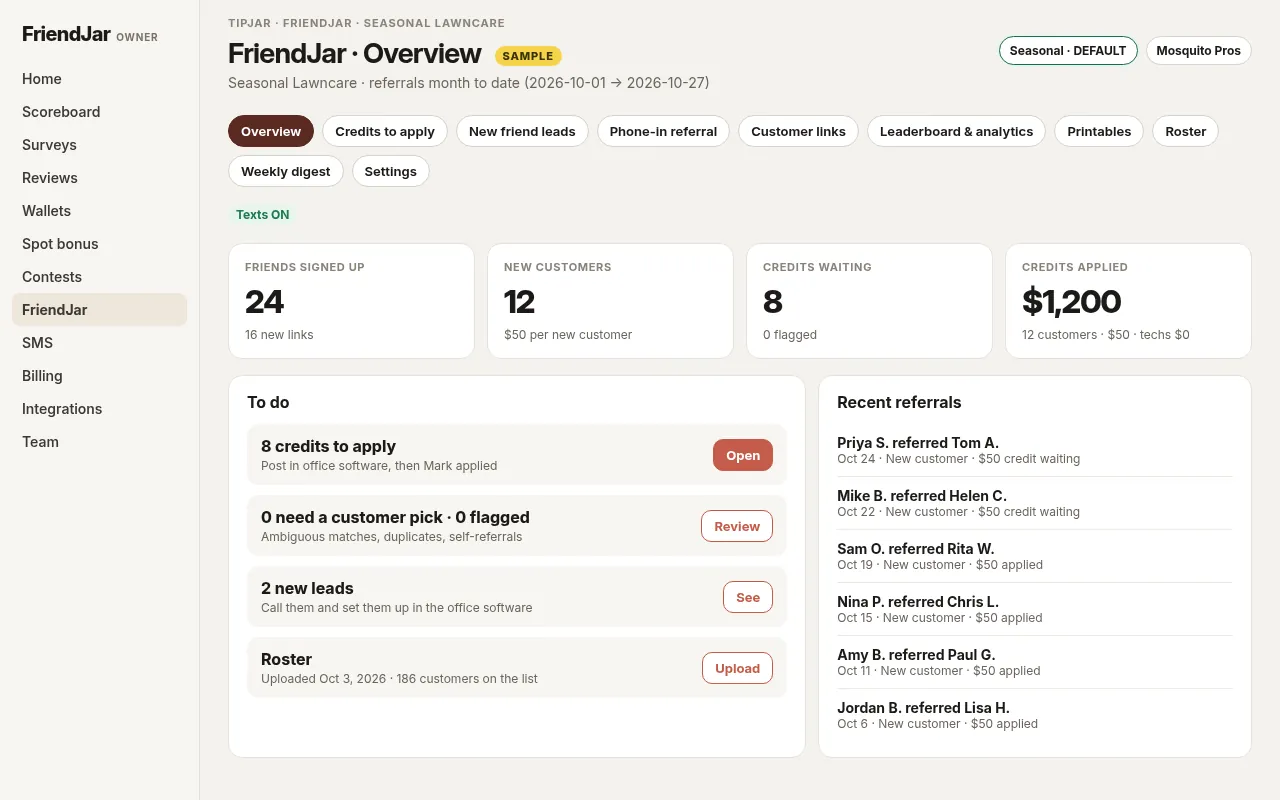 FriendJar OWNER
Home
Scoreboard
Surveys
Reviews
Wallets
Spot bonus
Contests
FriendJar
SMS
Billing
Integrations
Team
TIPJAR · FRIENDJAR · SEASONAL LAWNCARE
FriendJar · Overview SAMPLE
Seasonal Lawncare · referrals month to date (2026-10-01 → 2026-10-27)
Seasonal · DEFAULT Mosquito Pros
Overview Credits to apply New friend leads Phone-in referral Customer links Leaderboard & analytics Printables Roster
Weekly digest Settings
Texts ON
FRIENDS SIGNED UP
24
16 new links
NEW CUSTOMERS
12
$50 per new customer
CREDITS WAITING
8
0 flagged
CREDITS APPLIED
$1,200
12 customers · $50 · techs $0
To do
8 credits to apply
Post in office software, then Mark applied
Open
0 need a customer pick · 0 flagged
Ambiguous matches, duplicates, self-referrals
Review
2 new leads
Call them and set them up in the office software
See
Roster
Uploaded Oct 3, 2026 · 186 customers on the list
Upload
Recent referrals
Priya S. referred Tom A.
Oct 24 · New customer · $50 credit waiting
Mike B. referred Helen C.
Oct 22 · New customer · $50 credit waiting
Sam O. referred Rita W.
Oct 19 · New customer · $50 applied
Nina P. referred Chris L.
Oct 15 · New customer · $50 applied
Amy B. referred Paul G.
Oct 11 · New customer · $50 applied
Jordan B. referred Lisa H.
Oct 6 · New customer · $50 applied